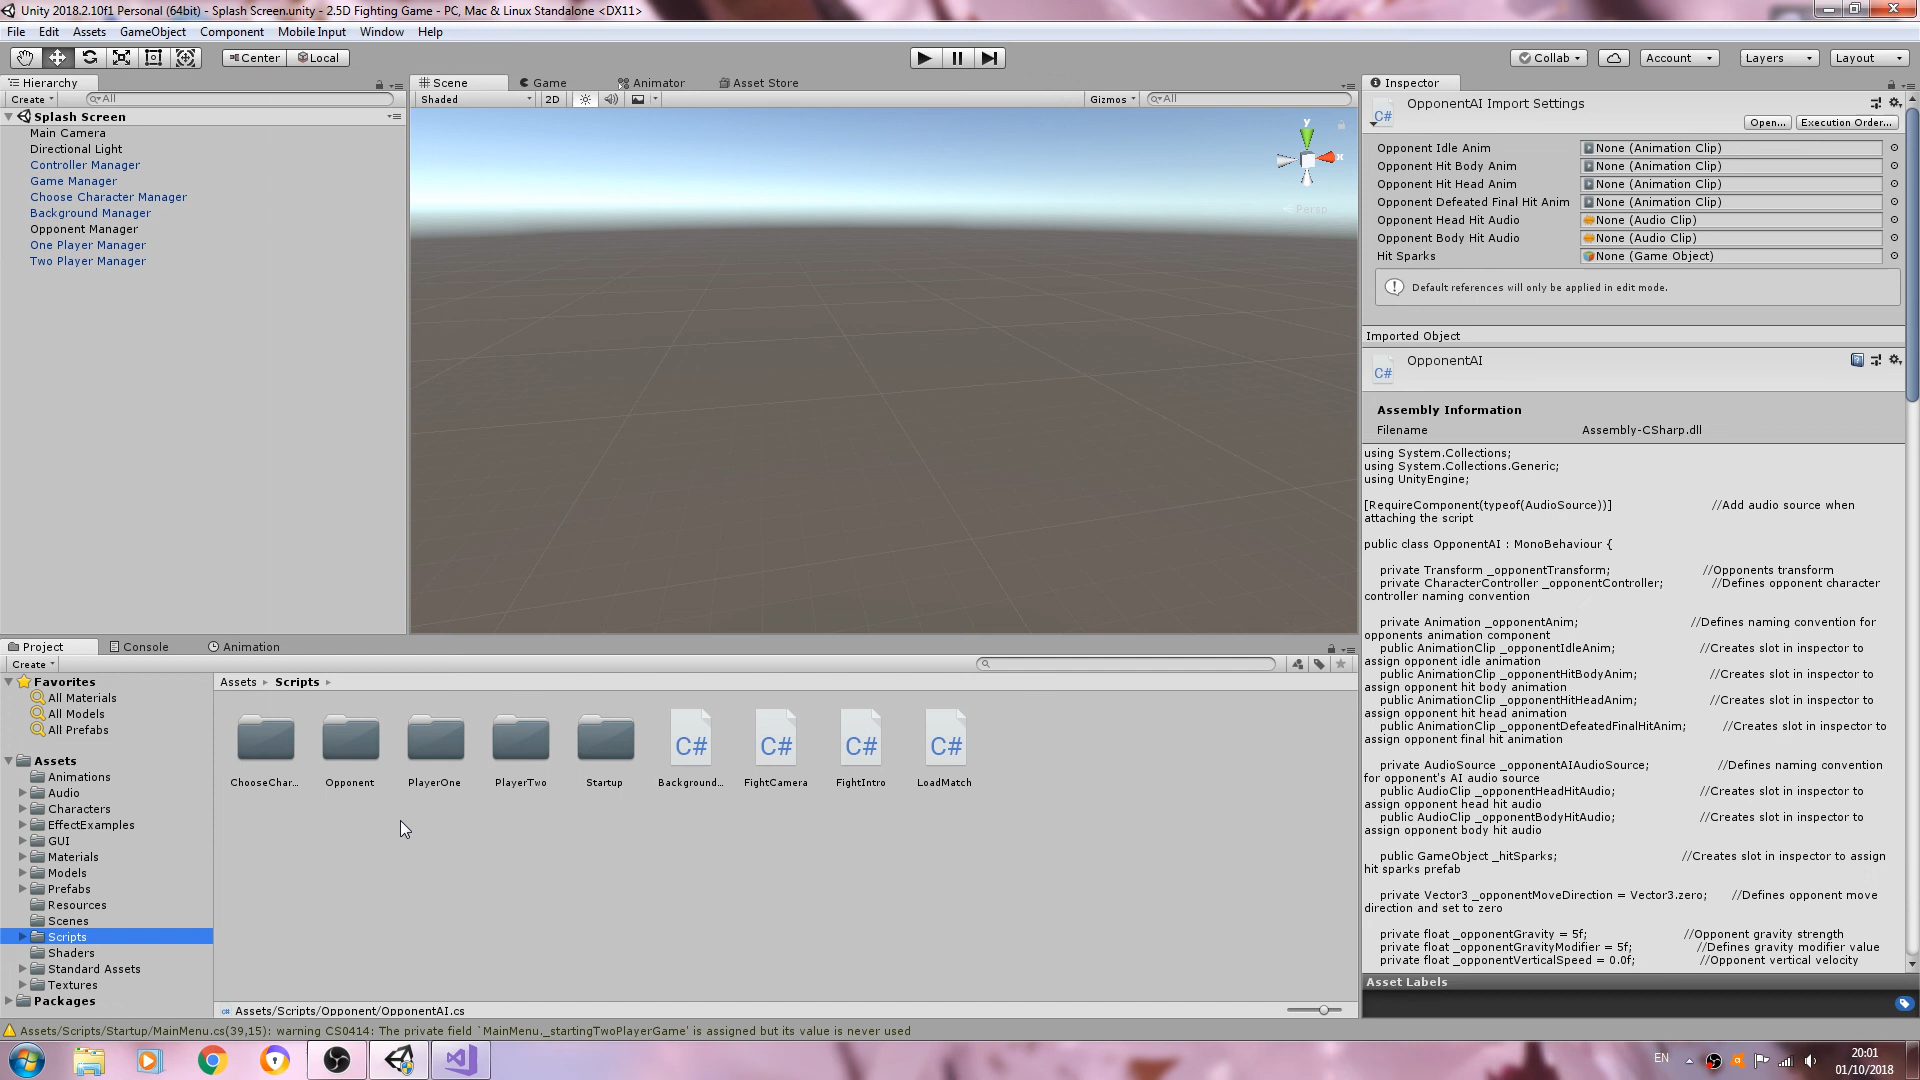 Unity 2018.2.10f1 Personal (64bit) - Splash Screen.unity - 2.5D Fighting Game - PC, Mac & Linux Standalone <DX11>
File Edit Assets GameObject Component Mobile Input Window Help
Center Local Collab Account Layers Layout
Hierarchy
Create All
Splash Screen
Main Camera
Directional Light
Controller Manager
Game Manager
Choose Character Manager
Background Manager
Opponent Manager
One Player Manager
Two Player Manager
Scene Game Animator Asset Store
Shaded 2D Gizmos All
y
x
Persp
Inspector
C#
OpponentAI Import Settings
Open... Execution Order...
Opponent Idle Anim None (Animation Clip)
Opponent Hit Body Anim None (Animation Clip)
Opponent Hit Head Anim None (Animation Clip)
Opponent Defeated Final Hit Anim None (Animation Clip)
Opponent Head Hit Audio None (Audio Clip)
Opponent Body Hit Audio None (Audio Clip)
Hit Sparks None (Game Object)
Default references will only be applied in edit mode.
Imported Object
C#
OpponentAI
Assembly Information
Filename Assembly-CSharp.dll
using System.Collections;
using System.Collections.Generic;
using UnityEngine;
[RequireComponent(typeof(AudioSource))] //Add audio source when
attaching the script
public class OpponentAI : MonoBehaviour {
private Transform _opponentTransform; //Opponents transform
private CharacterController _opponentController; //Defines opponent character
controller naming convention
private Animation _opponentAnim; //Defines naming convention for
opponents animation component
public AnimationClip _opponentIdleAnim; //Creates slot in inspector to
assign opponent idle animation
public AnimationClip _opponentHitBodyAnim; //Creates slot in inspector to
assign opponent hit body animation
public AnimationClip _opponentHitHeadAnim; //Creates slot in inspector to
assign opponent hit head animation
public AnimationClip _opponentDefeatedFinalHitAnim; //Creates slot in inspector to
assign opponent final hit animation
private AudioSource _opponentAIAudioSource; //Defines naming convention
for opponent's AI audio source
public AudioClip _opponentHeadHitAudio; //Creates slot in inspector to
assign opponent head hit audio
public AudioClip _opponentBodyHitAudio; //Creates slot in inspector to
assign opponent body hit audio
public GameObject _hitSparks; //Creates slot in inspector to assign
hit sparks prefab
private Vector3 _opponentMoveDirection = Vector3.zero; //Defines opponent move
direction and set to zero
private float _opponentGravity = 5f; //Opponent gravity strength
private float _opponentGravityModifier = 5f; //Defines gravity modifier value
private float _opponentVerticalSpeed = 0.0f; //Opponent vertical velocity
Asset Labels
Project Console Animation
Create
Favorites
All Materials
All Models
All Prefabs
Assets
Animations
Audio
Characters
EffectExamples
GUI
Materials
Models
Prefabs
Resources
Scenes
Scripts
Shaders
Standard Assets
Textures
Packages
Assets Scripts
C# C# C# C#
ChooseChar... Opponent PlayerOne PlayerTwo Startup Background... FightCamera FightIntro LoadMatch
Assets/Scripts/Opponent/OpponentAI.cs
Assets/Scripts/Startup/MainMenu.cs(39,15): warning CS0414: The private field `MainMenu._startingTwoPlayerGame' is assigned but its value is never used
EN
20:01
01/10/2018